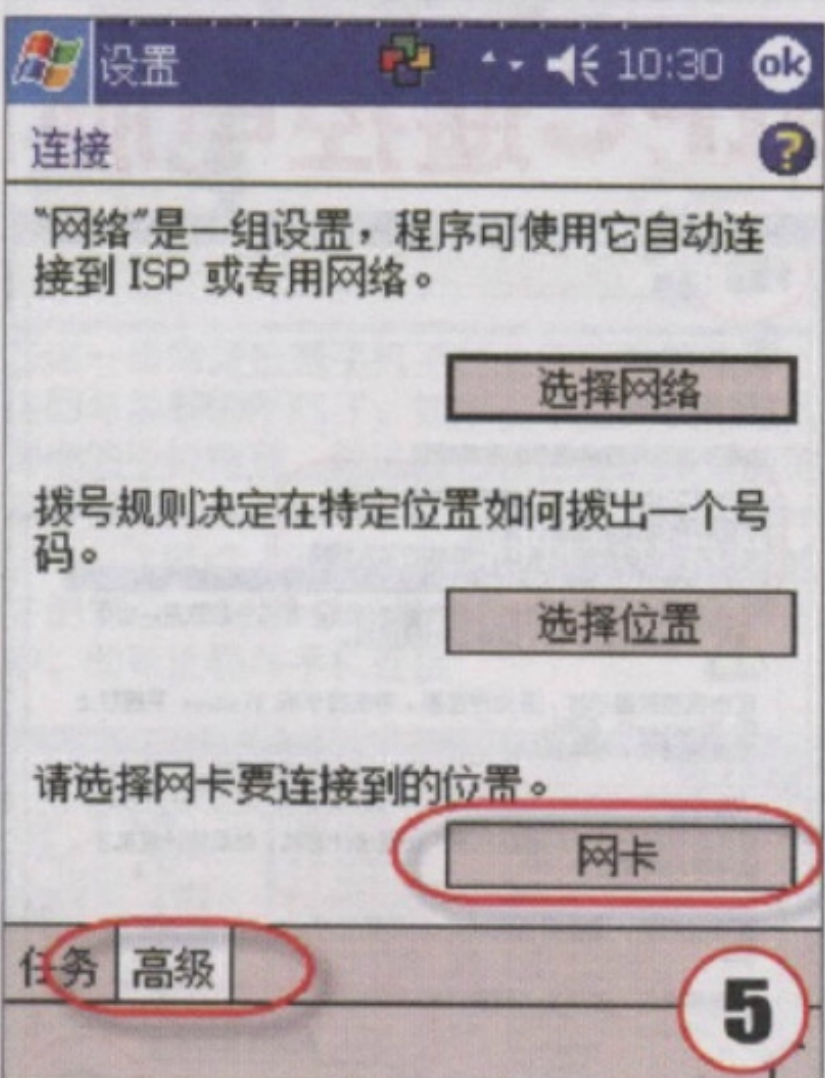 设置 10:30 ok
连接 ?
“网络”是一组设置，程序可使用它自动连
接到 ISP 或专用网络。
选择网络
拨号规则决定在特定位置如何拨出一个号
码。
选择位置
请选择网卡要连接到的位置。
网卡
任务 高级
5